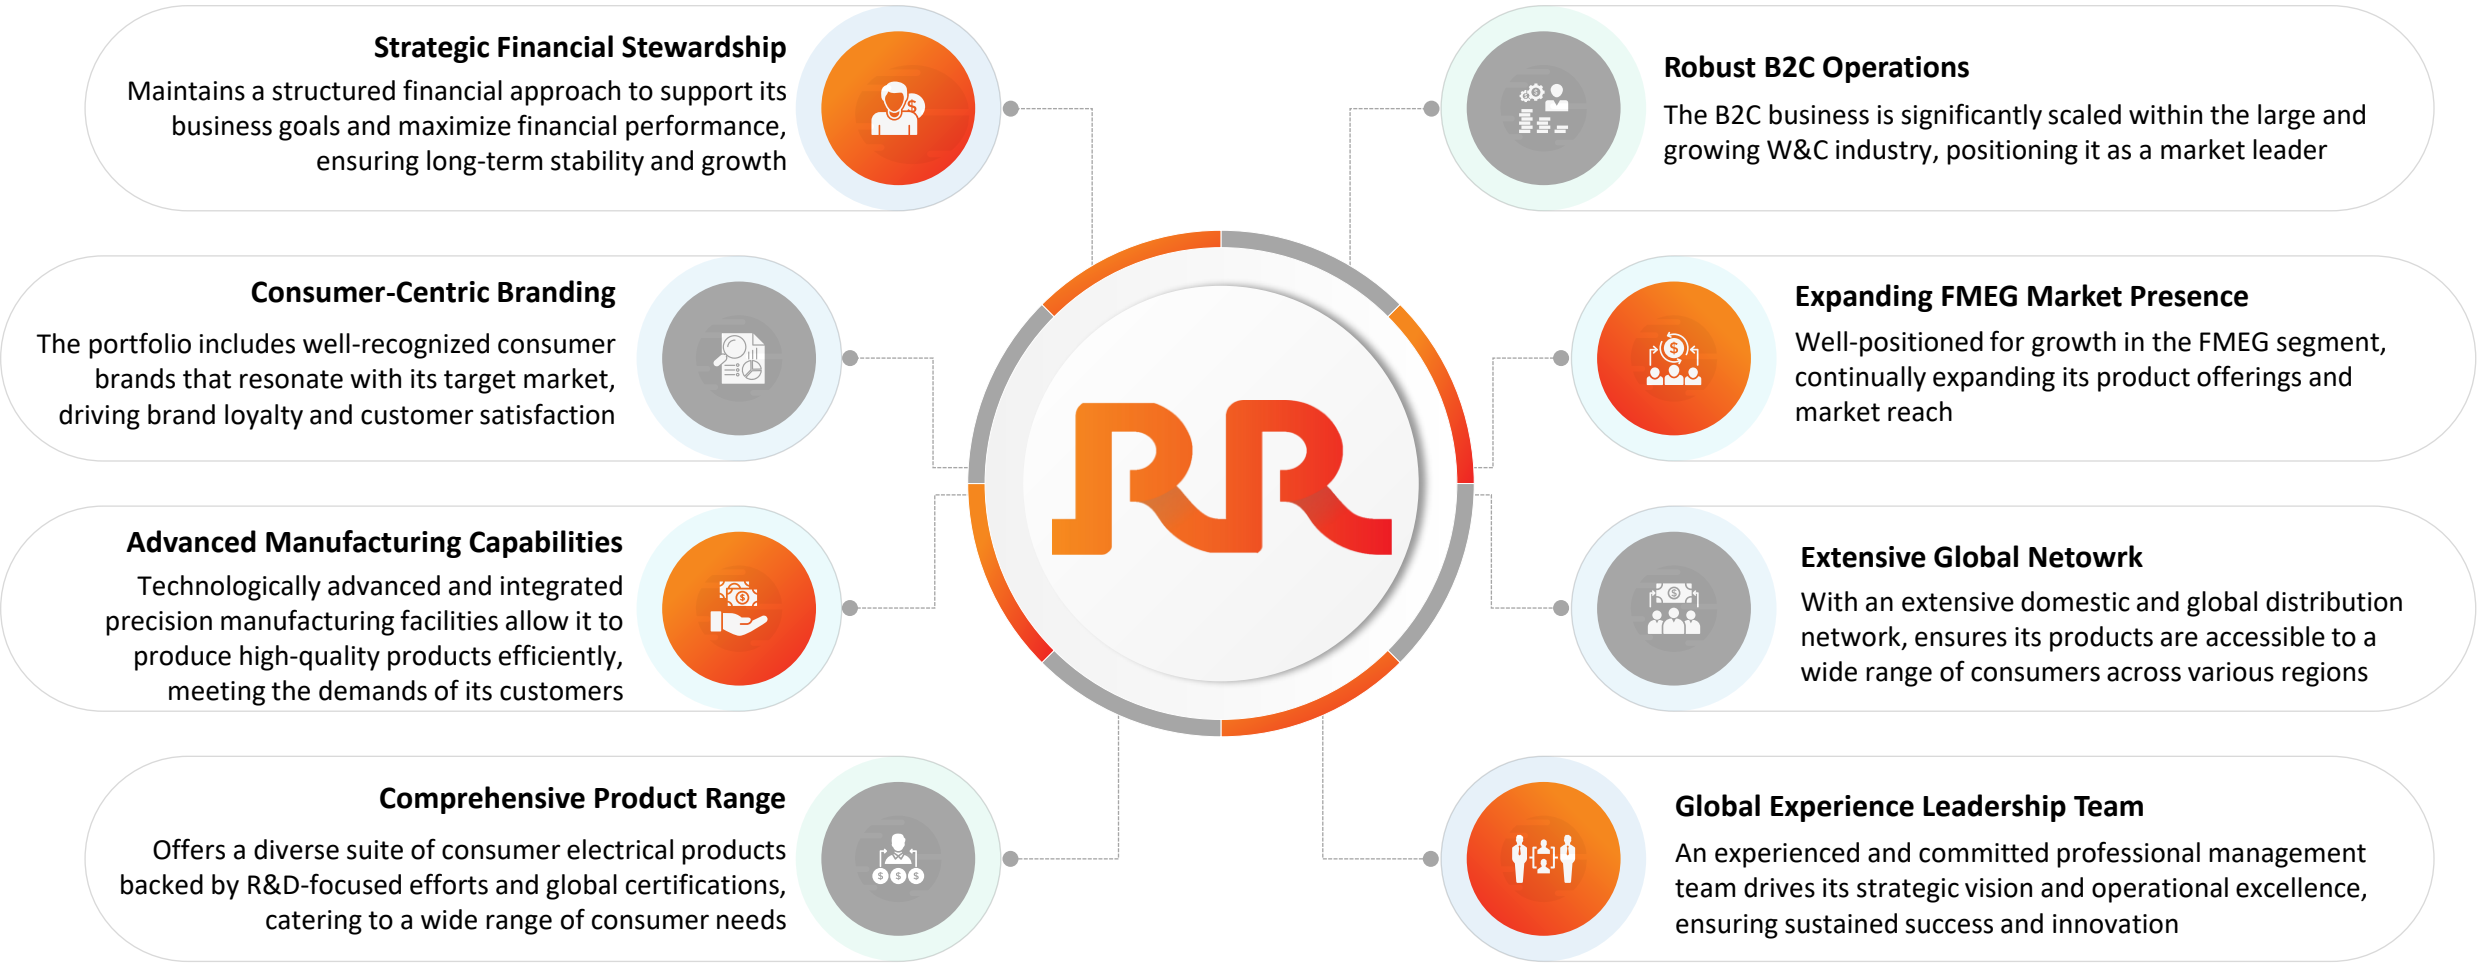 Strategic Financial Stewardship
Maintains a structured financial approach to support its
business goals and maximize financial performance,
ensuring long-term stability and growth
Consumer-Centric Branding
The portfolio includes well-recognized consumer
brands that resonate with its target market,
driving brand loyalty and customer satisfaction
Advanced Manufacturing Capabilities
Technologically advanced and integrated
precision manufacturing facilities allow it to
produce high-quality products efficiently,
meeting the demands of its customers
Comprehensive Product Range
Offers a diverse suite of consumer electrical products
backed by R&D-focused efforts and global certifications,
catering to a wide range of consumer needs
RR
Robust B2C Operations
The B2C business is significantly scaled within the large and
growing W&C industry, positioning it as a market leader
Expanding FMEG Market Presence
Well-positioned for growth in the FMEG segment,
continually expanding its product offerings and
market reach
Extensive Global Netowrk
With an extensive domestic and global distribution
network, ensures its products are accessible to a
wide range of consumers across various regions
Global Experience Leadership Team
An experienced and committed professional management
team drives its strategic vision and operational excellence,
ensuring sustained success and innovation